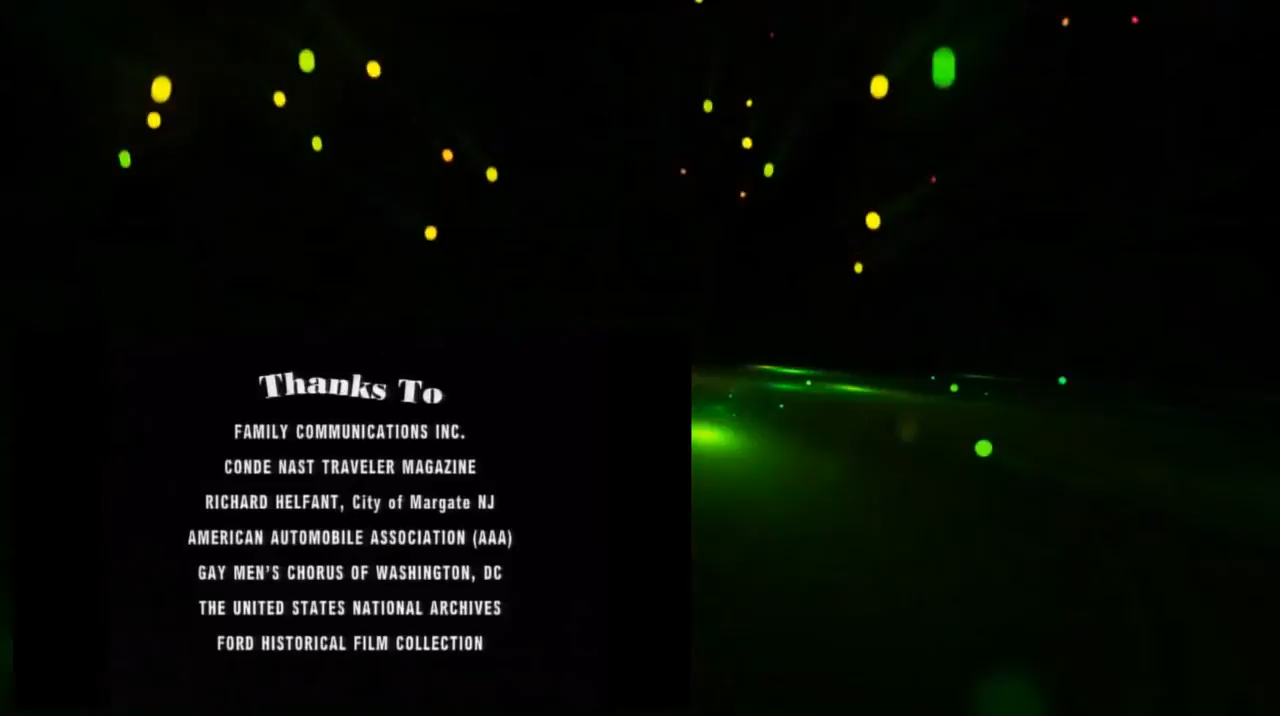 Thanks To
FAMILY COMMUNICATIONS INC.
CONDE NAST TRAVELER MAGAZINE
RICHARD HELFANT, City of Margate NJ
AMERICAN AUTOMOBILE ASSOCIATION (AAA)
GAY MEN'S CHORUS OF WASHINGTON, DC
THE UNITED STATES NATIONAL ARCHIVES
FORD HISTORICAL FILM COLLECTION